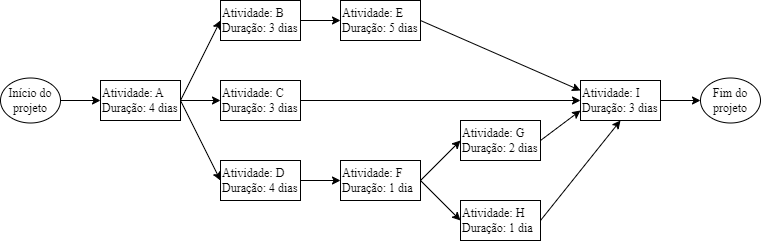 Início do
projeto
Atividade: A
Duração: 4 dias
Atividade: B
Duração: 3 dias
Atividade: E
Duração: 5 dias
Atividade: C
Duração: 3 dias
Atividade: D
Duração: 4 dias
Atividade: F
Duração: 1 dia
Atividade: G
Duração: 2 dias
Atividade: H
Duração: 1 dia
Atividade: I
Duração: 3 dias
Fim do
projeto